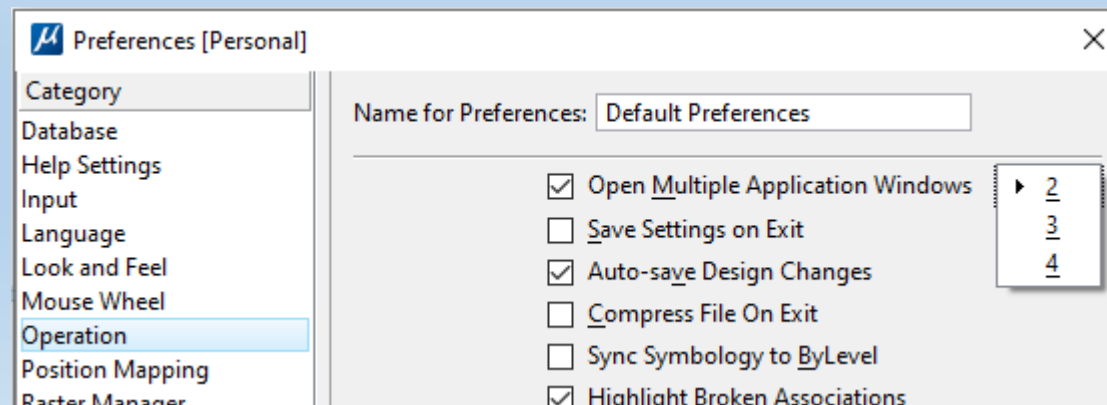 Preferences [Personal]
Category
Database
Help Settings
Input
Language
Look and Feel
Mouse Wheel
Operation
Position Mapping
Raster Manager
Name for Preferences: Default Preferences
Open Multiple Application Windows
2
3
4
Save Settings on Exit
Auto-save Design Changes
Compress File On Exit
Sync Symbology to ByLevel
Highlight Broken Associations